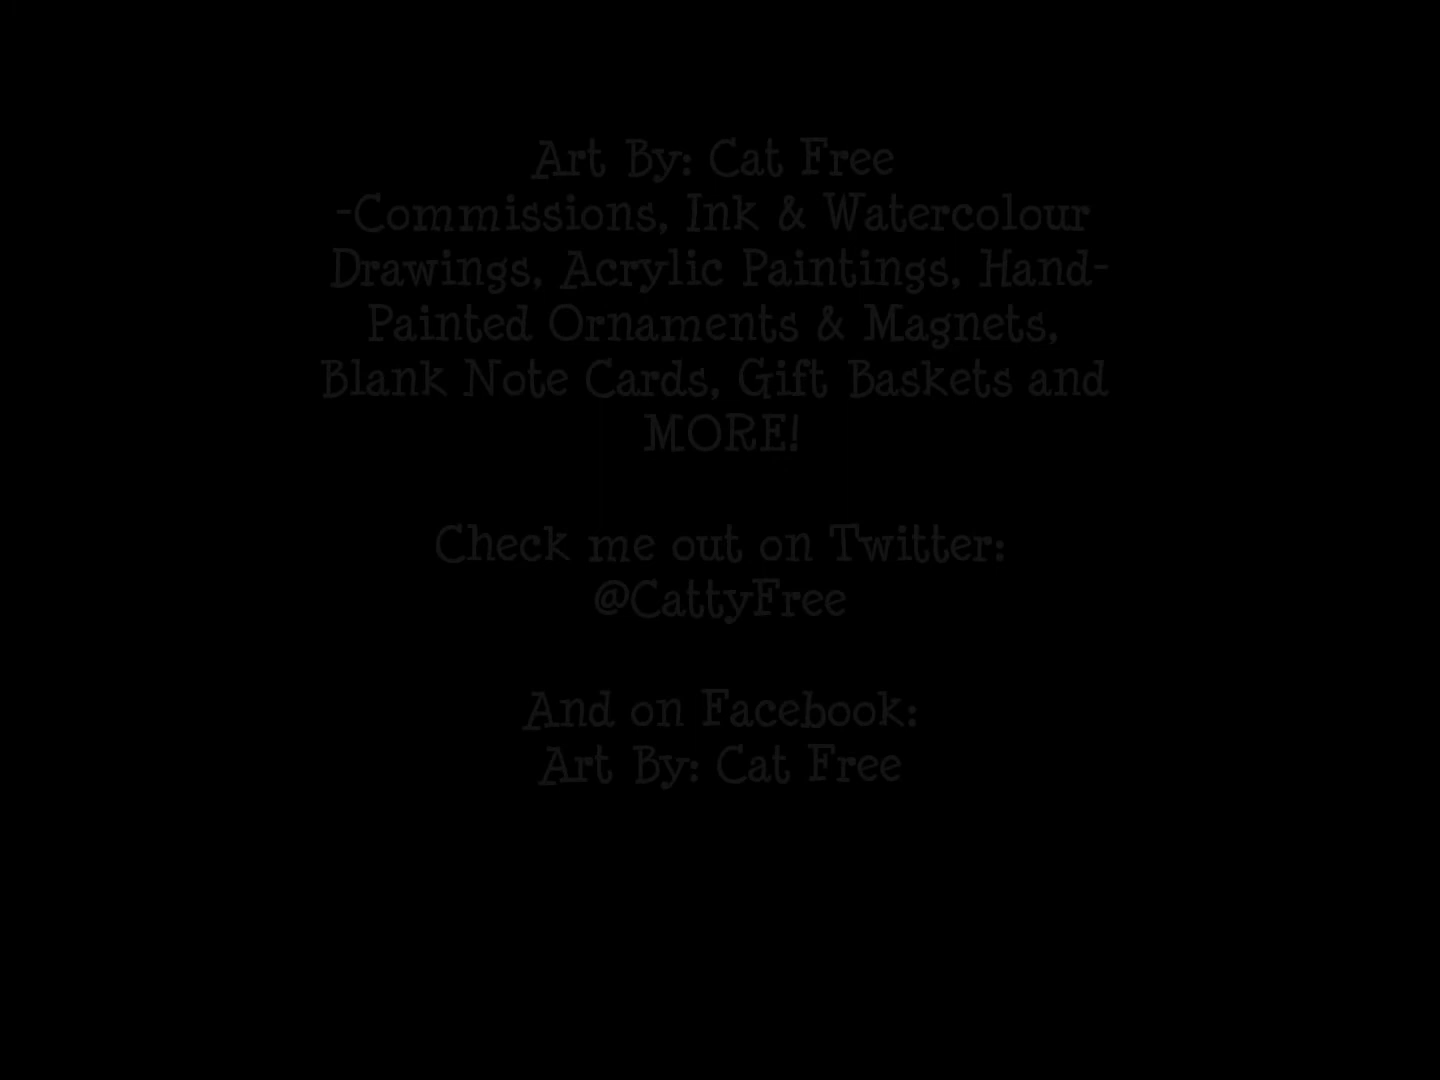 Art By: Cat Free
-Commissions, Ink & Watercolour
Drawings, Acrylic Paintings, Hand-
Painted Ornaments & Magnets,
Blank Note Cards, Gift Baskets and
MORE!
Check me out on Twitter:
@CattyFree
And on Facebook:
Art By: Cat Free